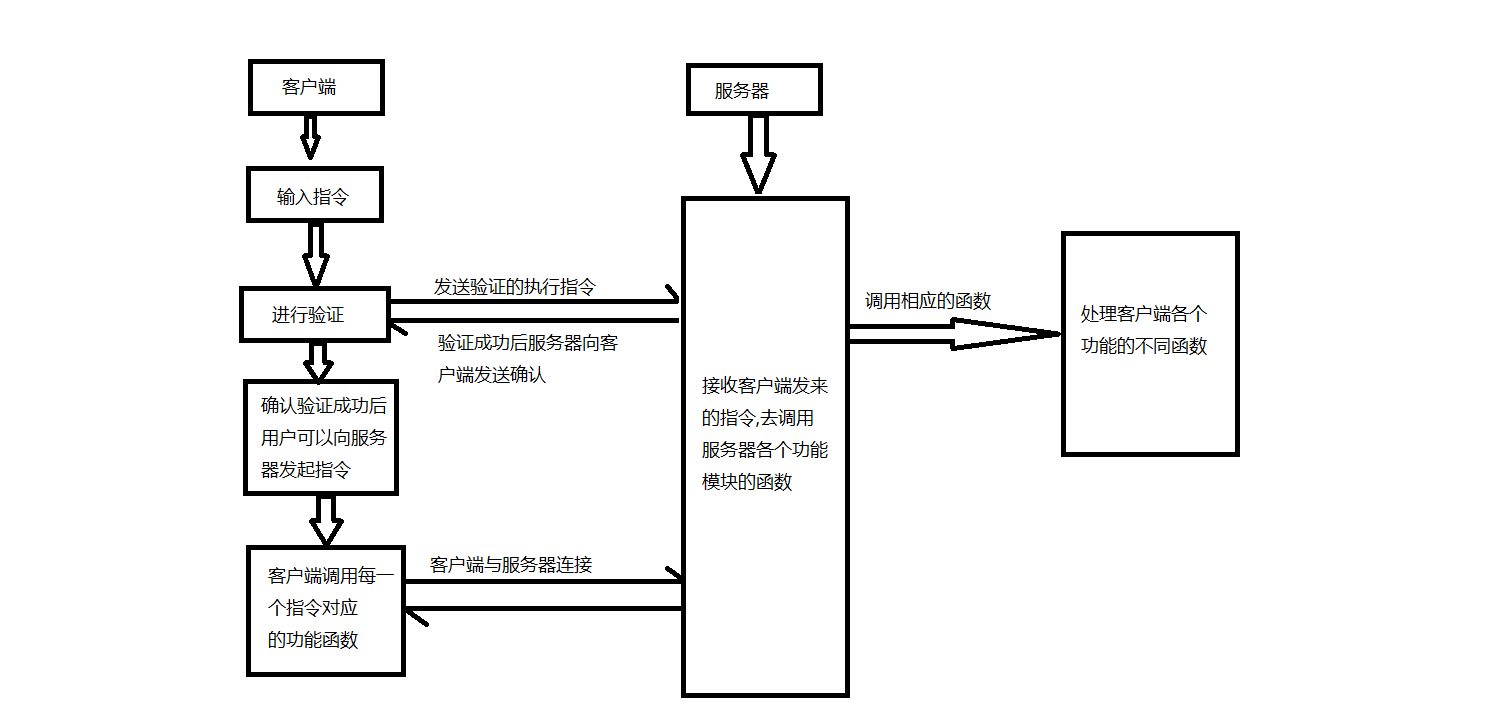 客户端
服务器
输入指令
进行验证
发送验证的执行指令
验证成功后服务器向客
户端发送确认
调用相应的函数
处理客户端各个
功能的不同函数
确认验证成功后
用户可以向服务
器发起指令
接收客户端发来
的指令,去调用
服务器各个功能
模块的函数
客户端调用每一
个指令对应
的功能函数
客户端与服务器连接